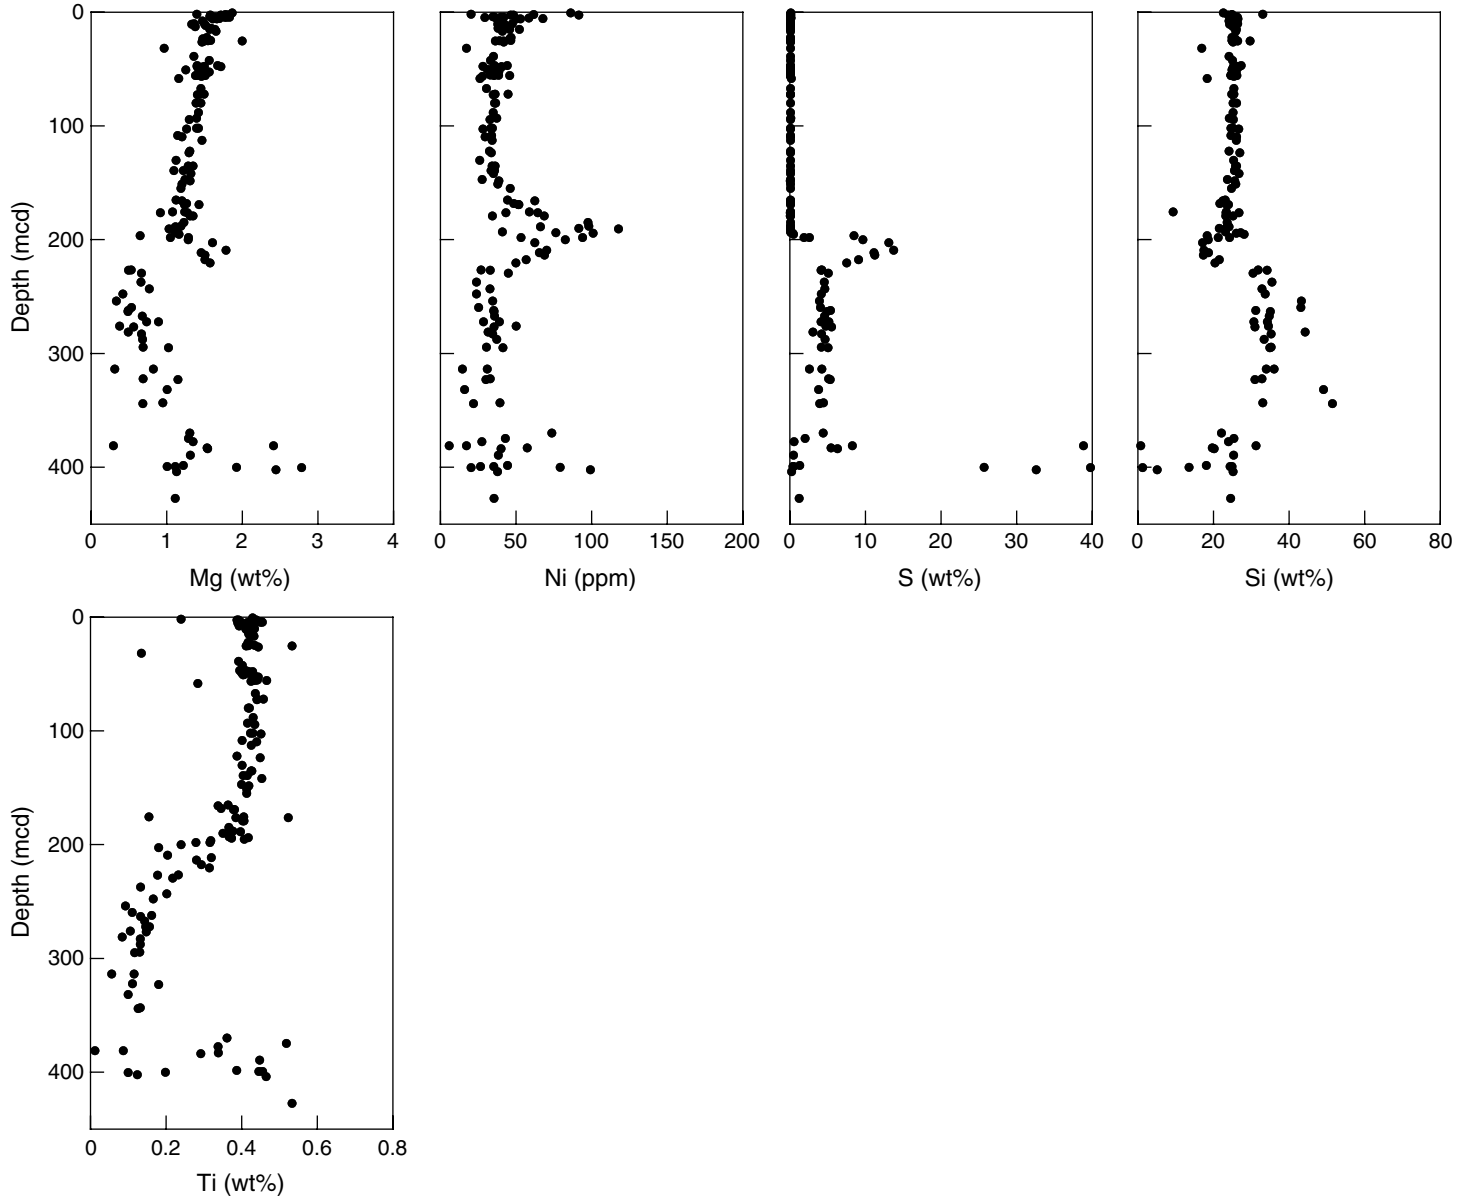 0
100
200
300
400
Depth (mcd)
0 1 2 3 4
Mg (wt%)
0 50 100 150 200
Ni (ppm)
0 10 20 30 40
S (wt%)
0 20 40 60 80
Si (wt%)
0
100
200
300
400
Depth (mcd)
0 0.2 0.4 0.6 0.8
Ti (wt%)